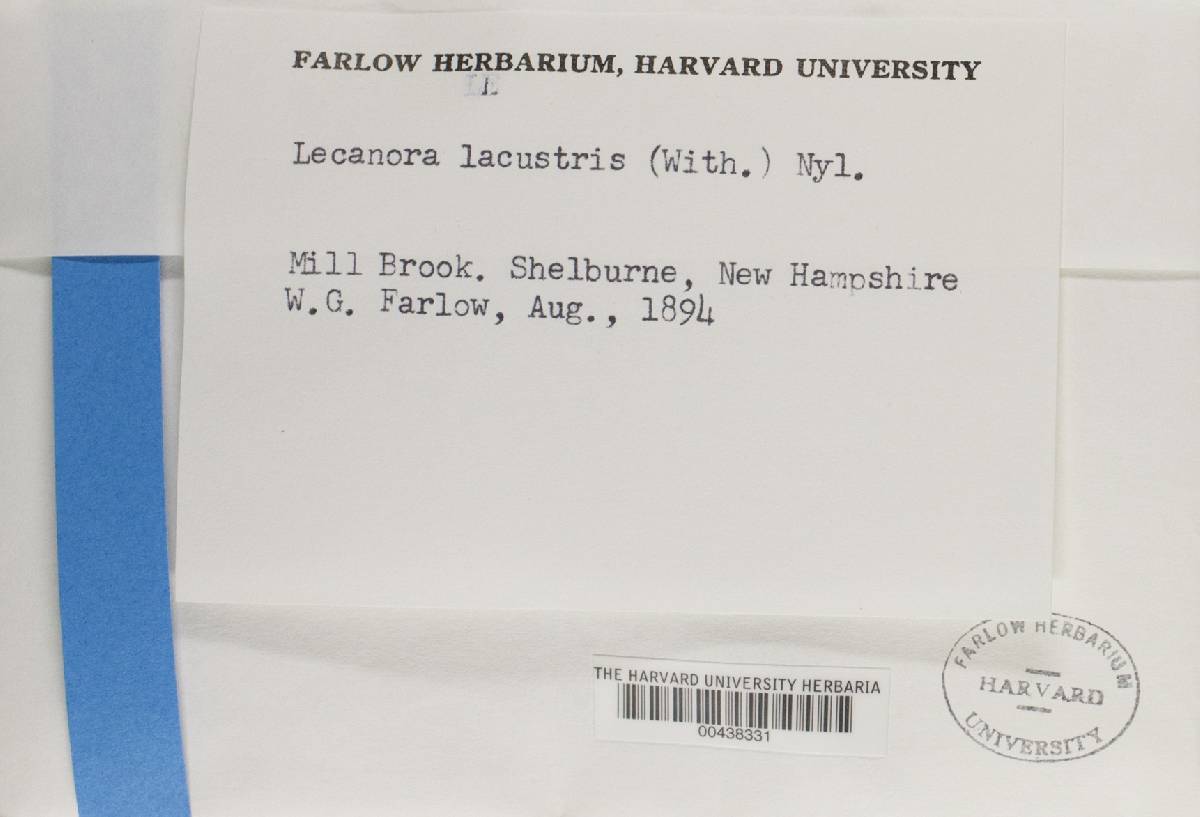 FARLOW HERBARIUM, HARVARD UNIVERSITY
Lecanora lacustris (With.) Nyl.
Mill Brook. Shelburne, New Hampshire
W.G. Farlow, Aug., 1894
THE HARVARD UNIVERSITY HERBARIA
00438331
FARLOW HERBARIUM
HARVARD
UNIVERSITY